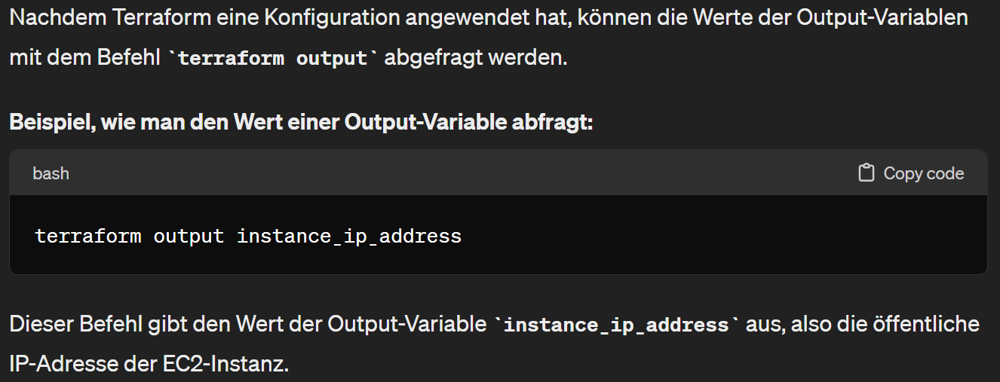 Nachdem Terraform eine Konfiguration angewendet hat, können die Werte der Output-Variablen
mit dem Befehl `terraform output` abgefragt werden.
Beispiel, wie man den Wert einer Output-Variable abfragt:
bash
Copy code
terraform output instance_ip_address
Dieser Befehl gibt den Wert der Output-Variable `instance_ip_address` aus, also die öffentliche
IP-Adresse der EC2-Instanz.